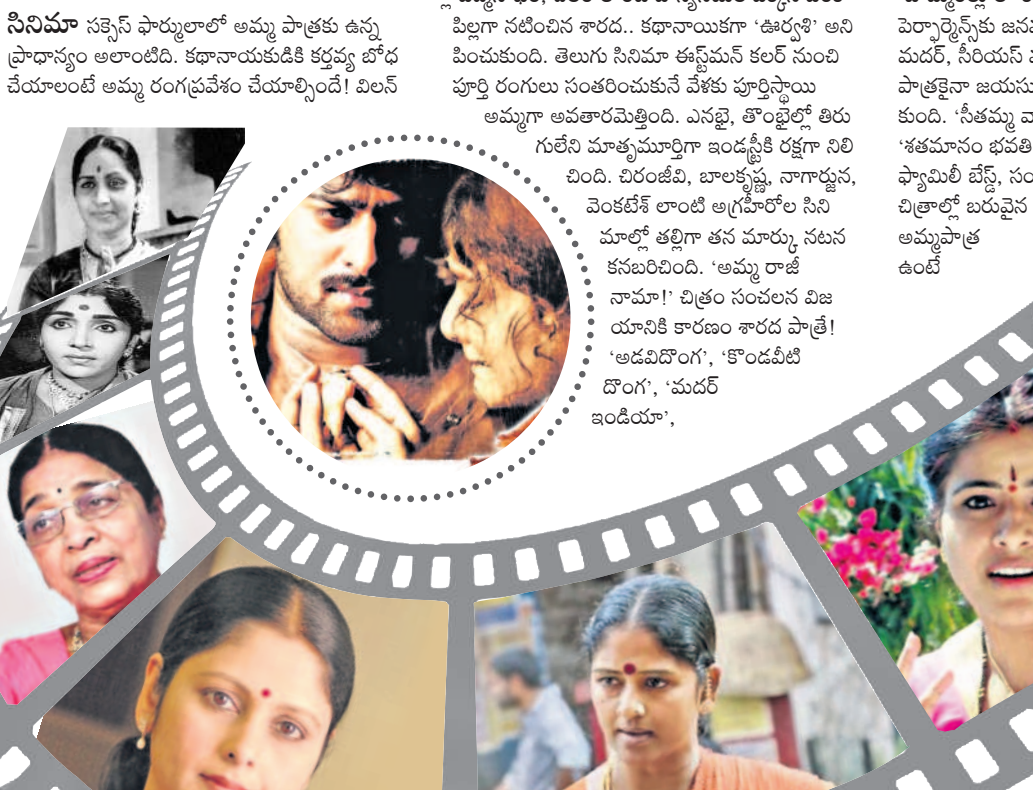 సినిమా సక్సెస్ ఫార్ములాలో అమ్మ పాత్రకు ఉన్న
ప్రాధాన్యం అలాంటిది. కథానాయకుడికి కర్తవ్య బోధ
చేయాలంటే అమ్మ రంగప్రవేశం చేయాల్సిందే! విలన్
పిల్లగా నటించిన శారద.. కథానాయికగా ‘ఊర్వశి’ అని
పించుకుంది. తెలుగు సినిమా ఈస్ట్‌మన్ కలర్ నుంచి
పూర్తి రంగులు సంతరించుకునే వేళకు పూర్తిస్థాయి
అమ్మగా అవతారమెత్తింది. ఎనభై, తొంభైల్లో తిరు
గులేని మాతృమూర్తిగా ఇండస్ట్రీకి రక్షగా నిలి
చింది. చిరంజీవి, బాలకృష్ణ, నాగార్జున,
వెంకటేశ్ లాంటి అగ్రహీరోల సిని
మాల్లో తల్లిగా తన మార్కు నటన
కనబరిచింది. ‘అమ్మ రాజీ
నామా!’ చిత్రం సంచలన విజ
యానికి కారణం శారద పాత్రే!
‘అడవిదొంగ’, ‘కొండవీటి
దొంగ’, ‘మదర్
ఇండియా’,
మదర్, సీరియస్
పాత్రకైనా
కుంది. ‘సీతమ్మ
‘శతమానం భవతి
ఫ్యామిలీ బేస్డ్,
చిత్రాల్లో బరువైన
అమ్మపాత్ర
ఉంటే